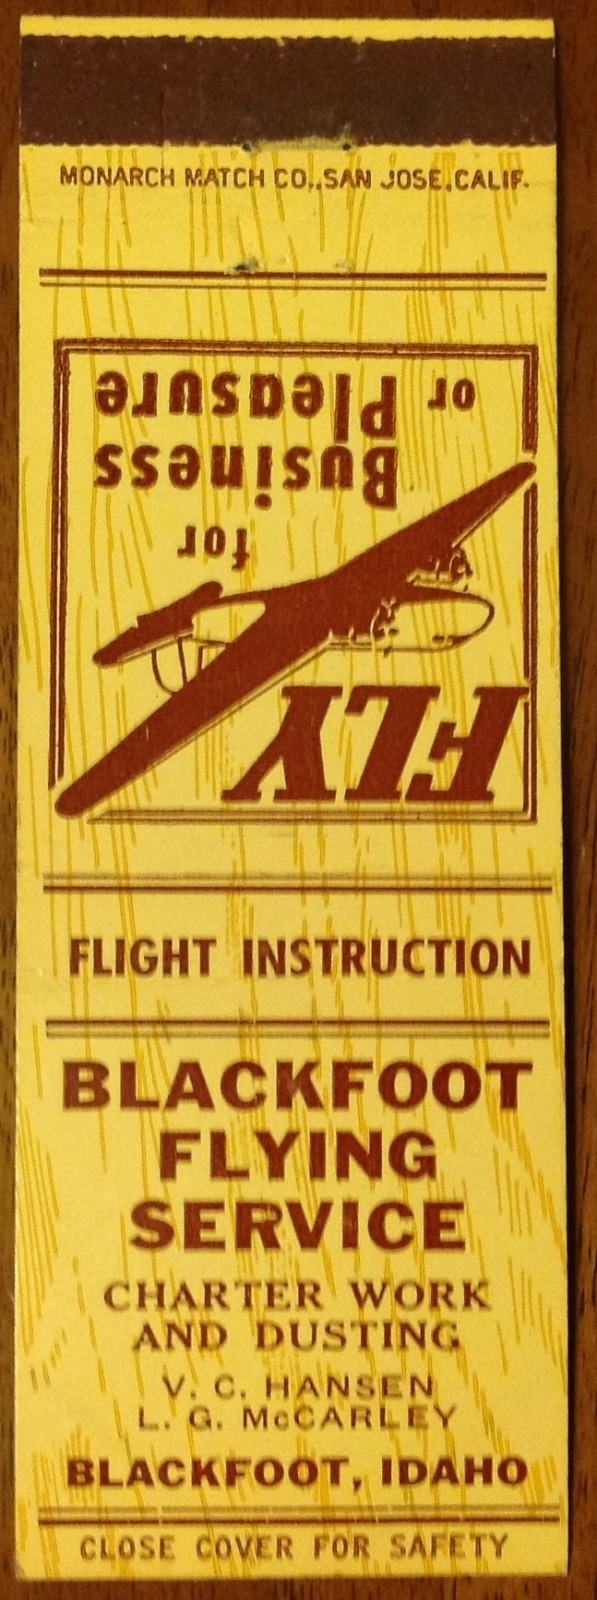 MONARCH MATCH CO., SAN JOSE, CALIF.
FLY
for
Business
or Pleasure
FLIGHT INSTRUCTION
BLACKFOOT
FLYING
SERVICE
CHARTER WORK
AND DUSTING
V. C. HANSEN
L. G. McCARLEY
BLACKFOOT, IDAHO
CLOSE COVER FOR SAFETY